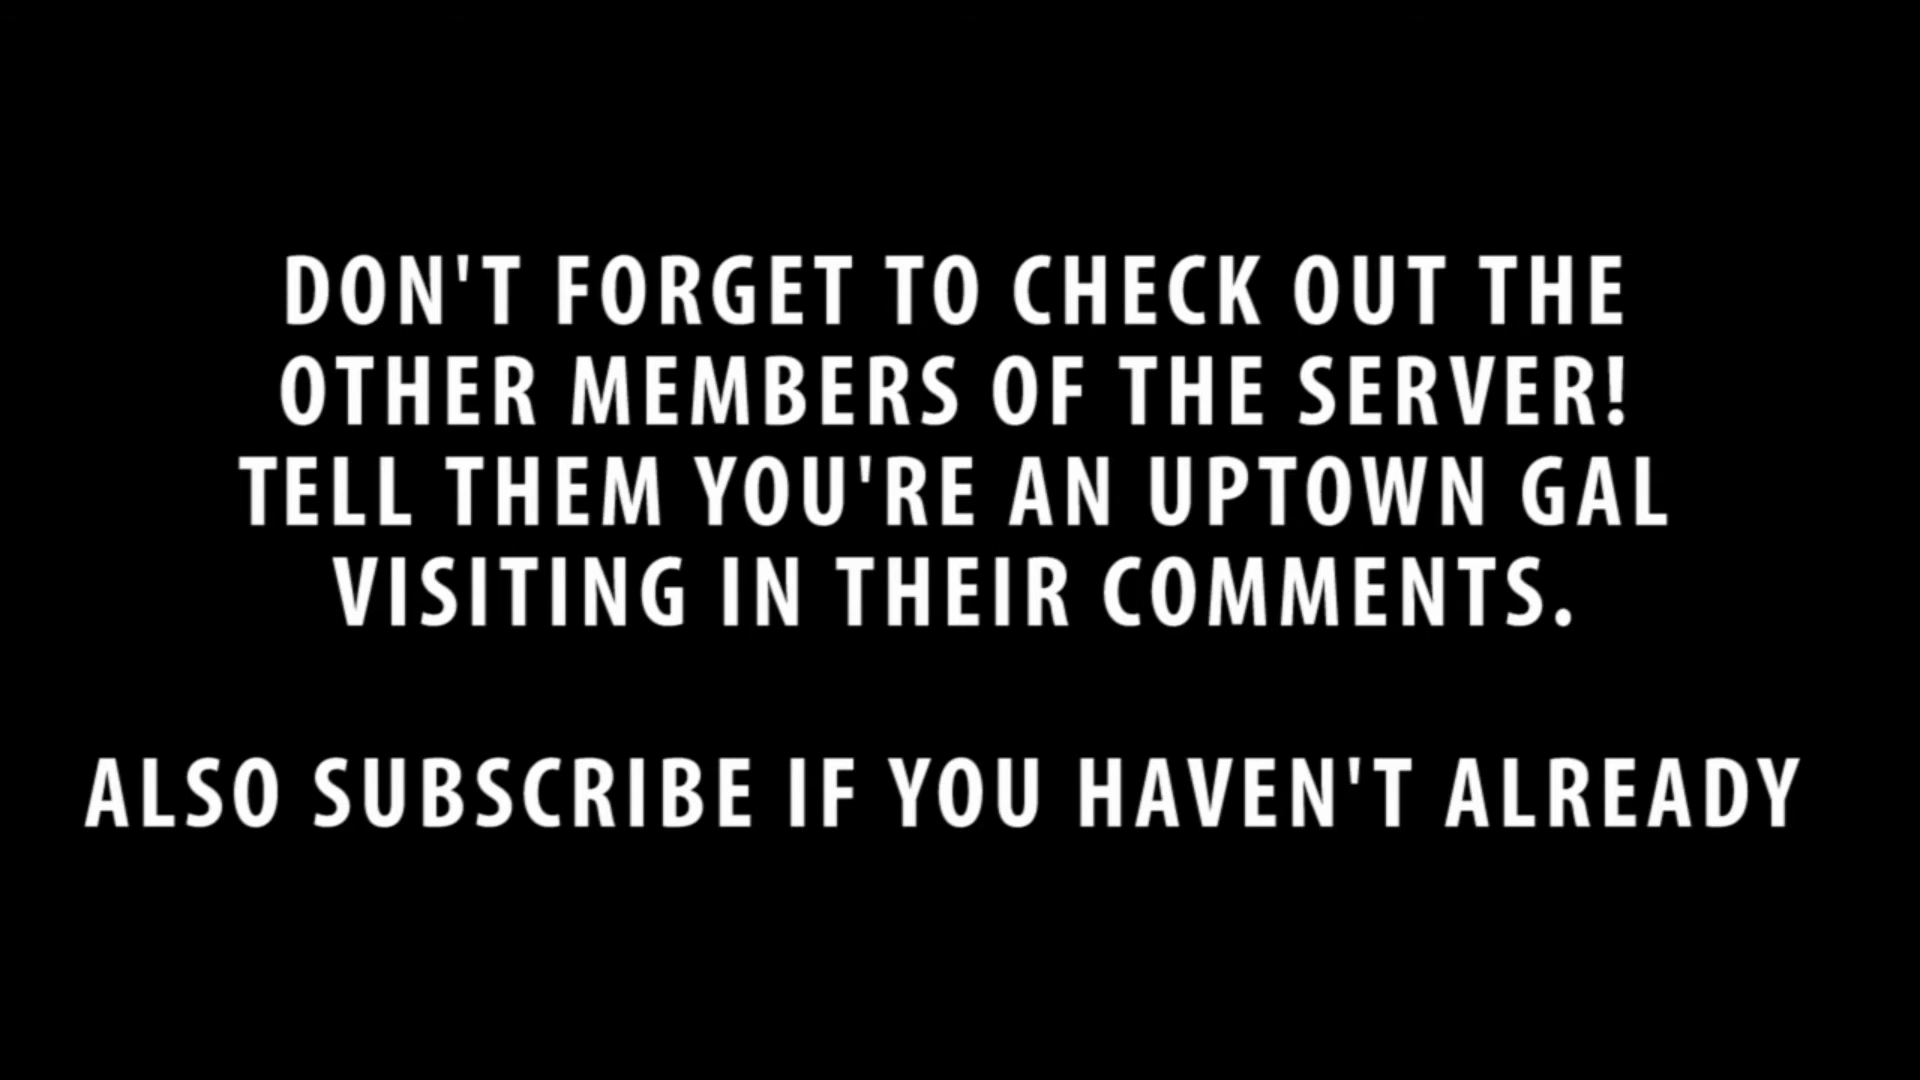 DON'T FORGET TO CHECK OUT THE
OTHER MEMBERS OF THE SERVER!
TELL THEM YOU'RE AN UPTOWN GAL
VISITING IN THEIR COMMENTS.
ALSO SUBSCRIBE IF YOU HAVEN'T ALREADY